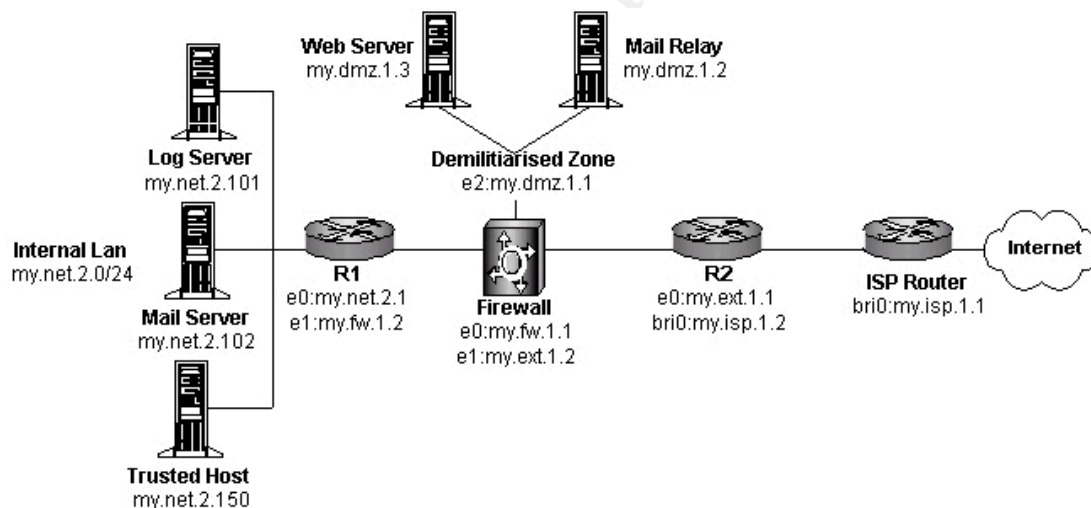 Web Server
my.dmz.1.3
Mail Relay
my.dmz.1.2
Log Server
my.net.2.101
Demilitiarised Zone
e2:my.dmz.1.1
Internal Lan
my.net.2.0/24
Mail Server
my.net.2.102
R1
e0:my.net.2.1
e1:my.fw.1.2
Firewall
e0:my.fw.1.1
e1:my.ext.1.2
R2
e0:my.ext.1.1
bri0:my.isp.1.2
ISP Router
bri0:my.isp.1.1
Internet
Trusted Host
my.net.2.150